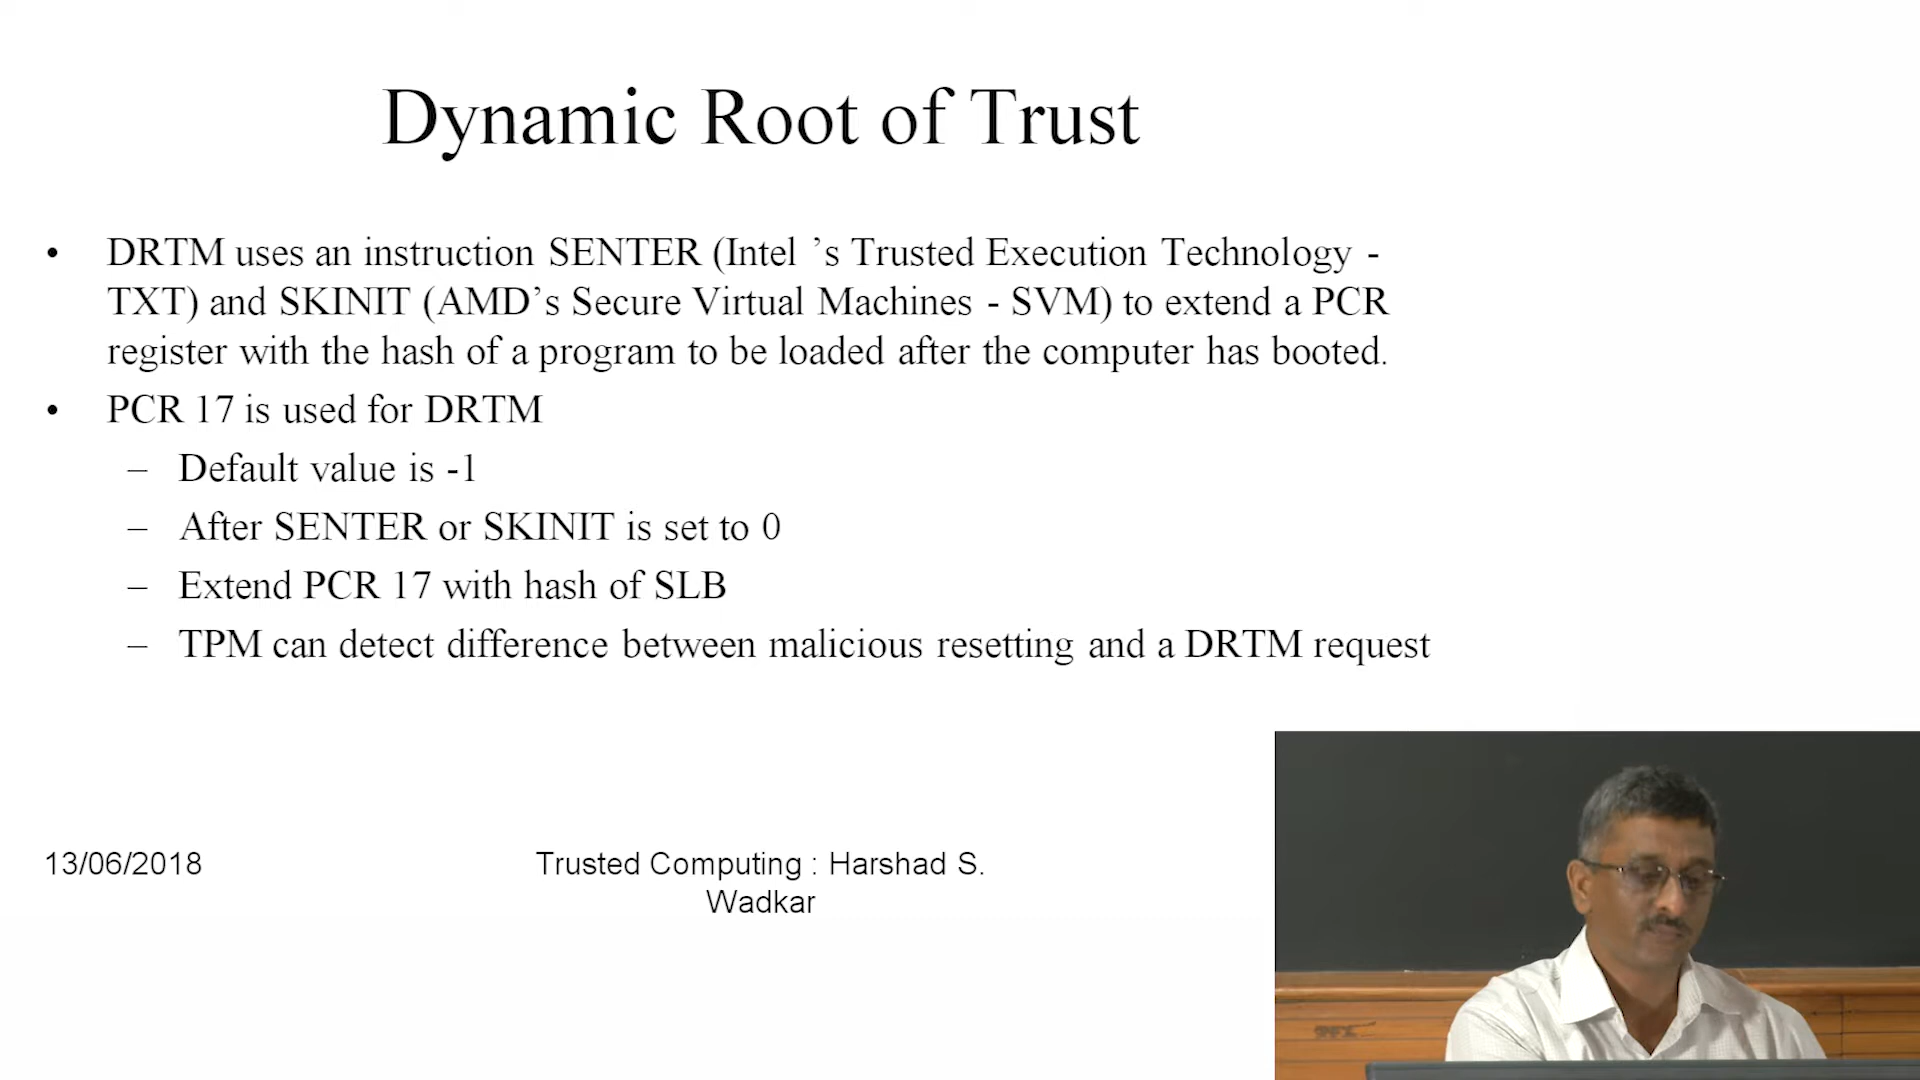 Dynamic Root of Trust
• DRTM uses an instruction SENTER (Intel ’s Trusted Execution Technology -
TXT) and SKINIT (AMD’s Secure Virtual Machines - SVM) to extend a PCR
register with the hash of a program to be loaded after the computer has booted.
• PCR 17 is used for DRTM
– Default value is -1
– After SENTER or SKINIT is set to 0
– Extend PCR 17 with hash of SLB
– TPM can detect difference between malicious resetting and a DRTM request
13/06/2018
Trusted Computing : Harshad S.
Wadkar